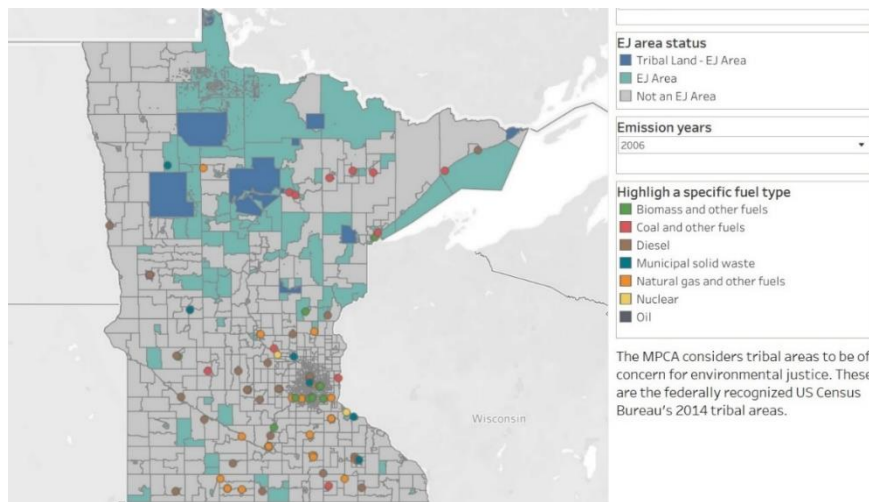 EJ area status
Tribal Land - EJ Area
EJ Area
Not an EJ Area
Emission years
2006
Highligh a specific fuel type
Biomass and other fuels
Coal and other fuels
Diesel
Municipal solid waste
Natural gas and other fuels
Nuclear
Oil
The MPCA considers tribal areas to be of
concern for environmental justice. These
are the federally recognized US Census
Bureau's 2014 tribal areas.
Wisconsin